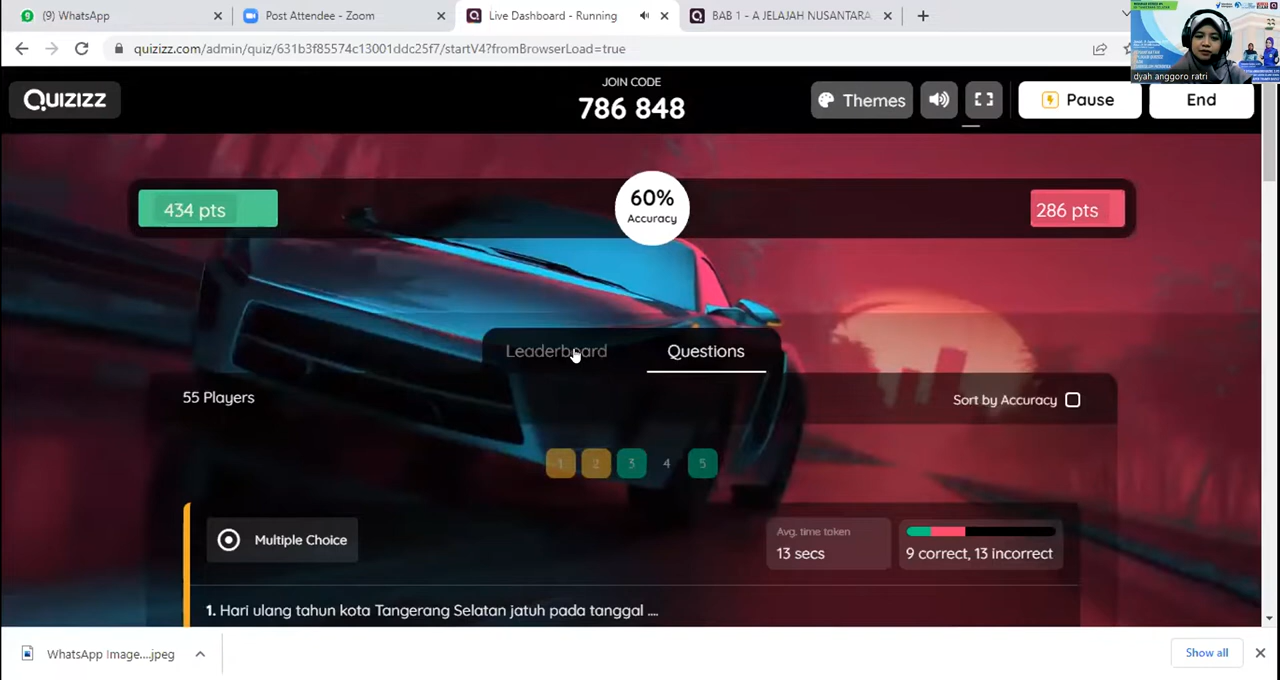 (9) WhatsApp
Post Attendee - Zoom
Live Dashboard - Running
BAB 1 - A JELAJAH NUSANTARA
quizizz.com/admin/quiz/631b3f85574c13001ddc25f7/startV4?fromBrowserLoad=true
dyah anggoro ratri
QUIZIZZ
JOIN CODE
786 848
Themes
Pause
End
434 pts
60%
Accuracy
286 pts
Leaderboard
Questions
55 Players
Sort by Accuracy
1 2 3 4 5
Multiple Choice
Avg. time token
13 secs
9 correct, 13 incorrect
1. Hari ulang tahun kota Tangerang Selatan jatuh pada tanggal ....
WhatsApp Image....jpeg
Show all